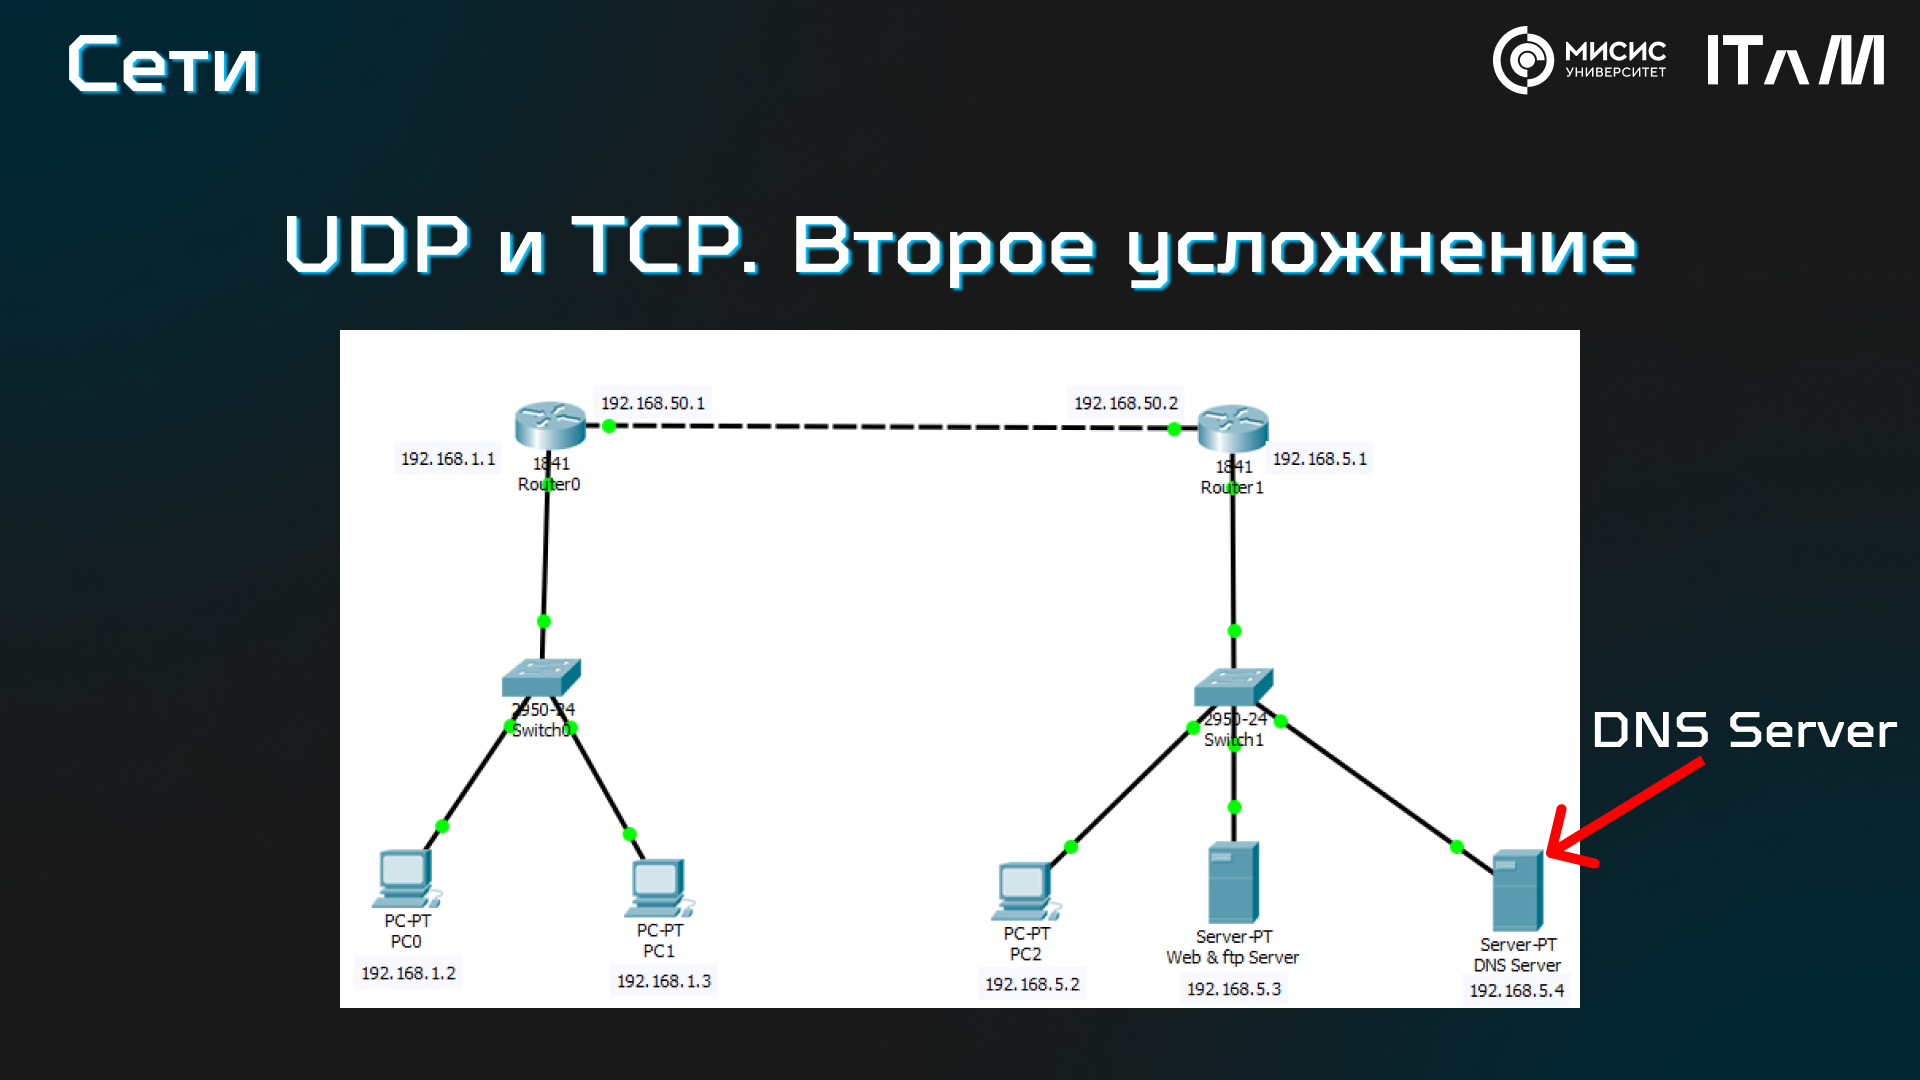 Сети
МИСИС
УНИВЕРСИТЕТ
ITAM
UDP и TCP. Второе усложнение
192.168.50.1
192.168.50.2
192.168.1.1
1841
Router0
1841
Router1
192.168.5.1
2950-24
Switch0
2950-24
Switch1
DNS Server
PC-PT
PC0
192.168.1.2
PC-PT
PC1
192.168.1.3
PC-PT
PC2
192.168.5.2
Server-PT
Web & ftp Server
192.168.5.3
Server-PT
DNS Server
192.168.5.4